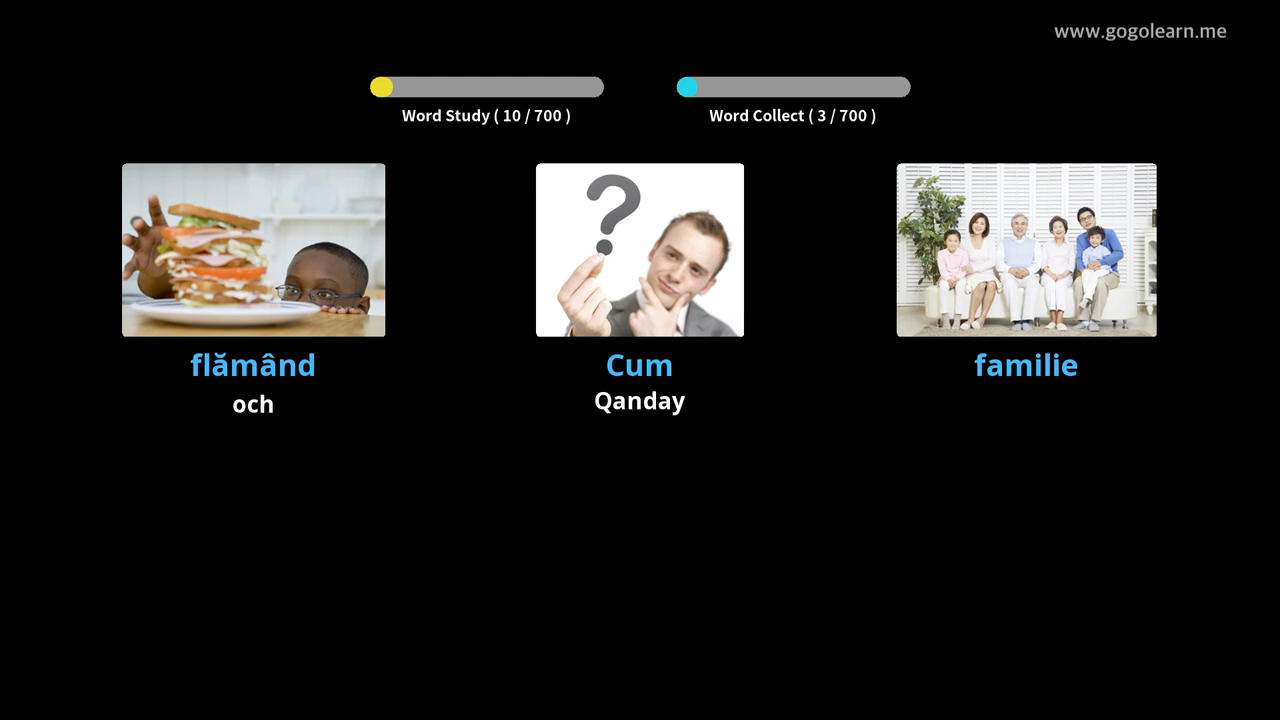 www.gogolearn.me
Word Study ( 10 / 700 )
Word Collect ( 3 / 700 )
flămând
Cum
familie
och
Qanday